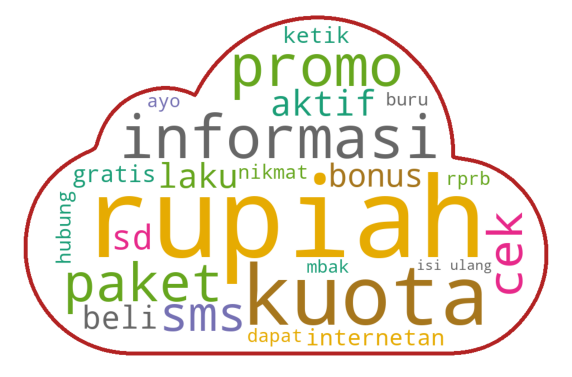 ketik
promo
ayo
aktif
buru
informasi
gratis
laku
nikmat
bonus
rprb
hubung
rupiah
sd
cek
mbak
isi ulang
paket
kuota
beli
sms
dapat
internetan